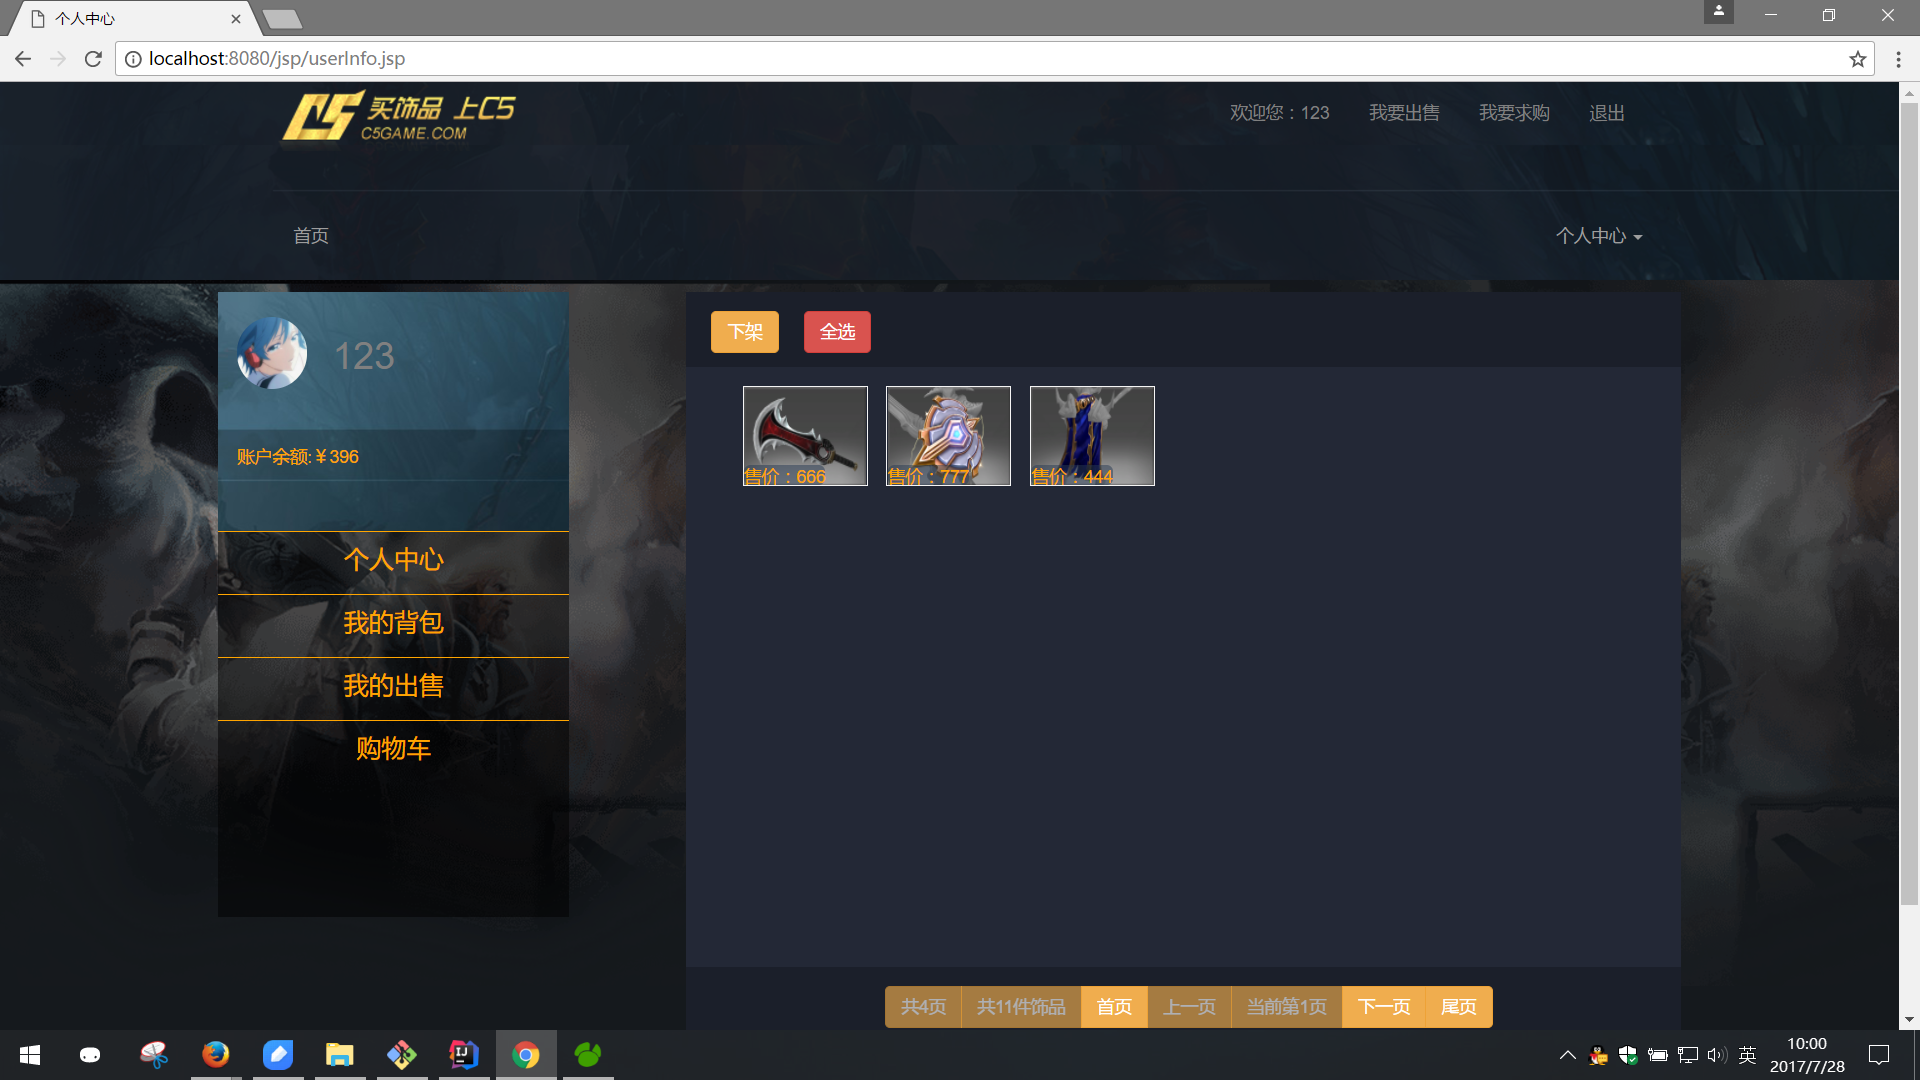 个人中心
localhost:8080/jsp/userInfo.jsp
买饰品 上C5
C5GAME.COM
欢迎您：123 我要出售 我要求购 退出
首页 个人中心
123
账户余额:￥396
个人中心
我的背包
我的出售
购物车
下架 全选
售价：666 售价：777 售价：444
共4页 共11件饰品 首页 上一页 当前第1页 下一页 尾页
英
10:00
2017/7/28